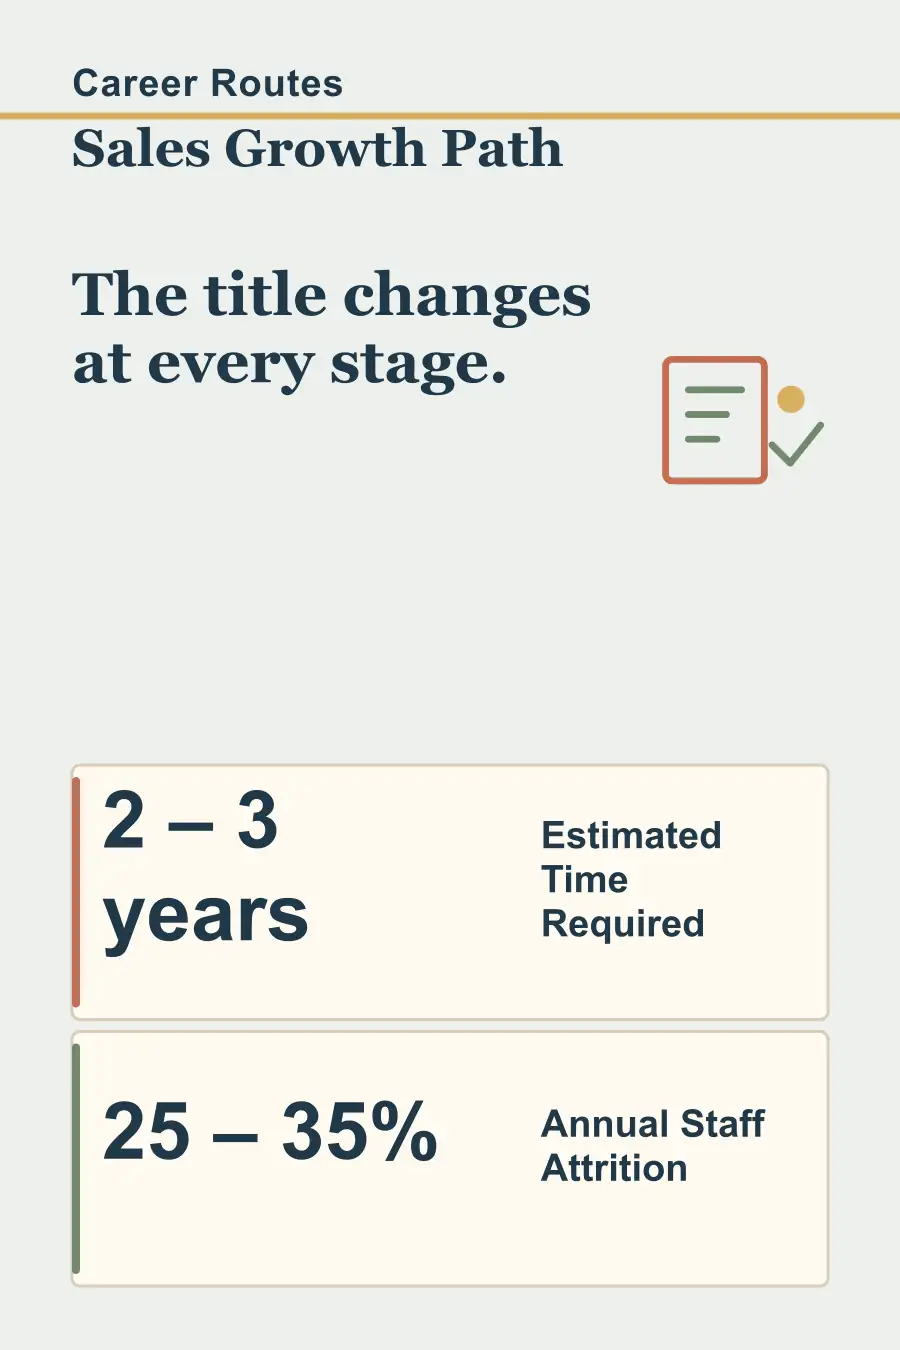 Career Routes
Sales Growth Path
The title changes
at every stage.
2 – 3
years
Estimated
Time
Required
25 – 35%
Annual Staff
Attrition